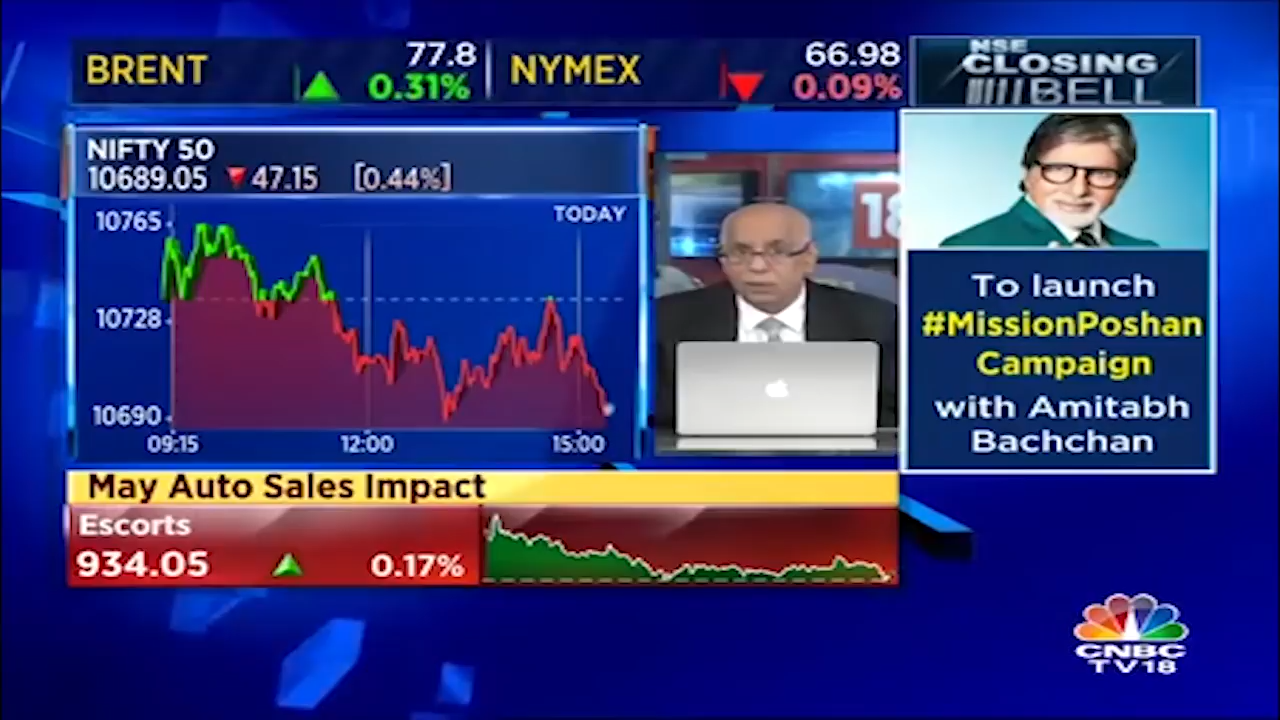 BRENT
77.8
0.31%
NYMEX
66.98
0.09%
NSE
CLOSING
BELL
NIFTY 50
10689.05 47.15 [0.44%]
TODAY
10765
10728
10690
09:15 12:00 15:00
18
To launch
#MissionPoshan
Campaign
with Amitabh
Bachchan
May Auto Sales Impact
Escorts
934.05 0.17%
CNBC
TV18